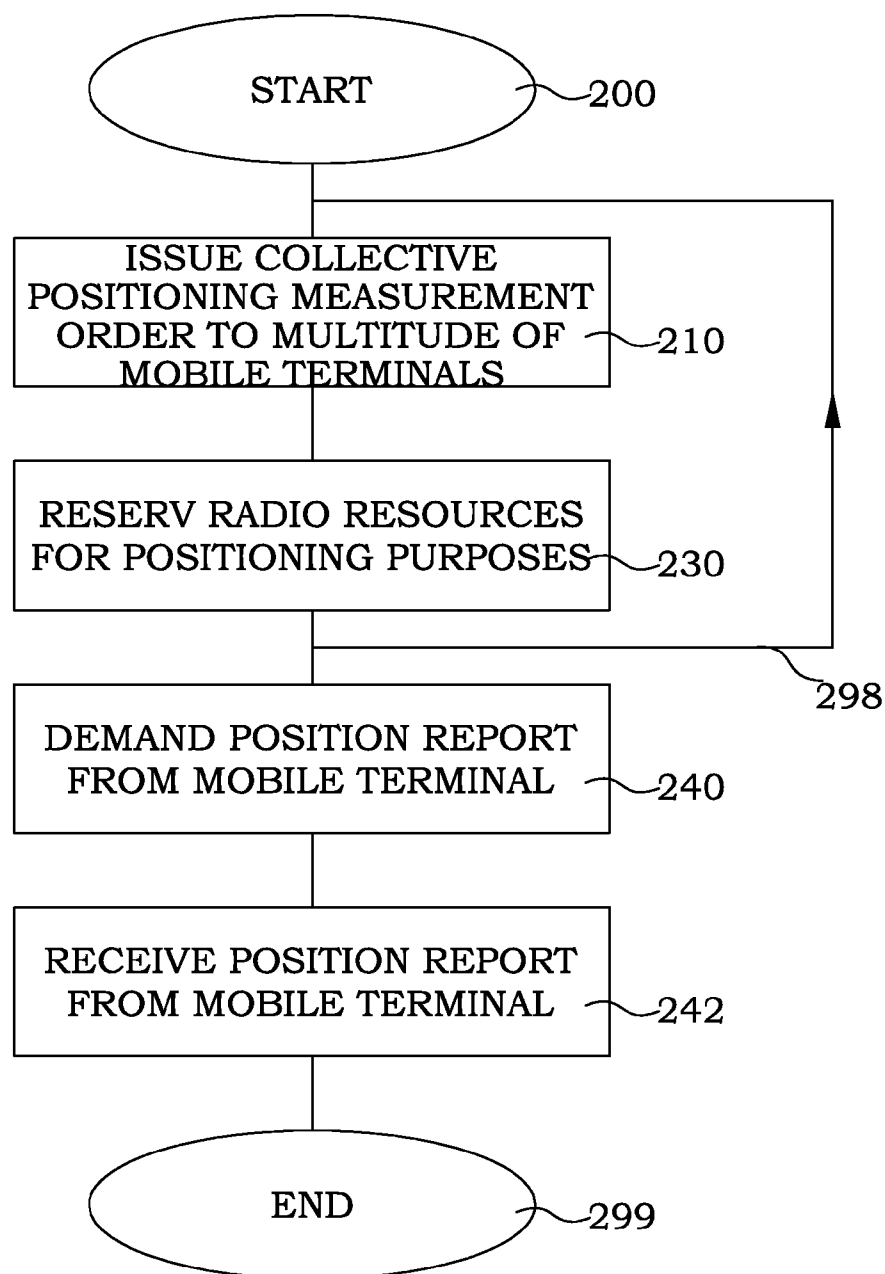 START
200
ISSUE COLLECTIVE
POSITIONING MEASUREMENT
ORDER TO MULTITUDE OF
MOBILE TERMINALS
210
RESERV RADIO RESOURCES
FOR POSITIONING PURPOSES
230
298
DEMAND POSITION REPORT
FROM MOBILE TERMINAL
240
RECEIVE POSITION REPORT
FROM MOBILE TERMINAL
242
END
299